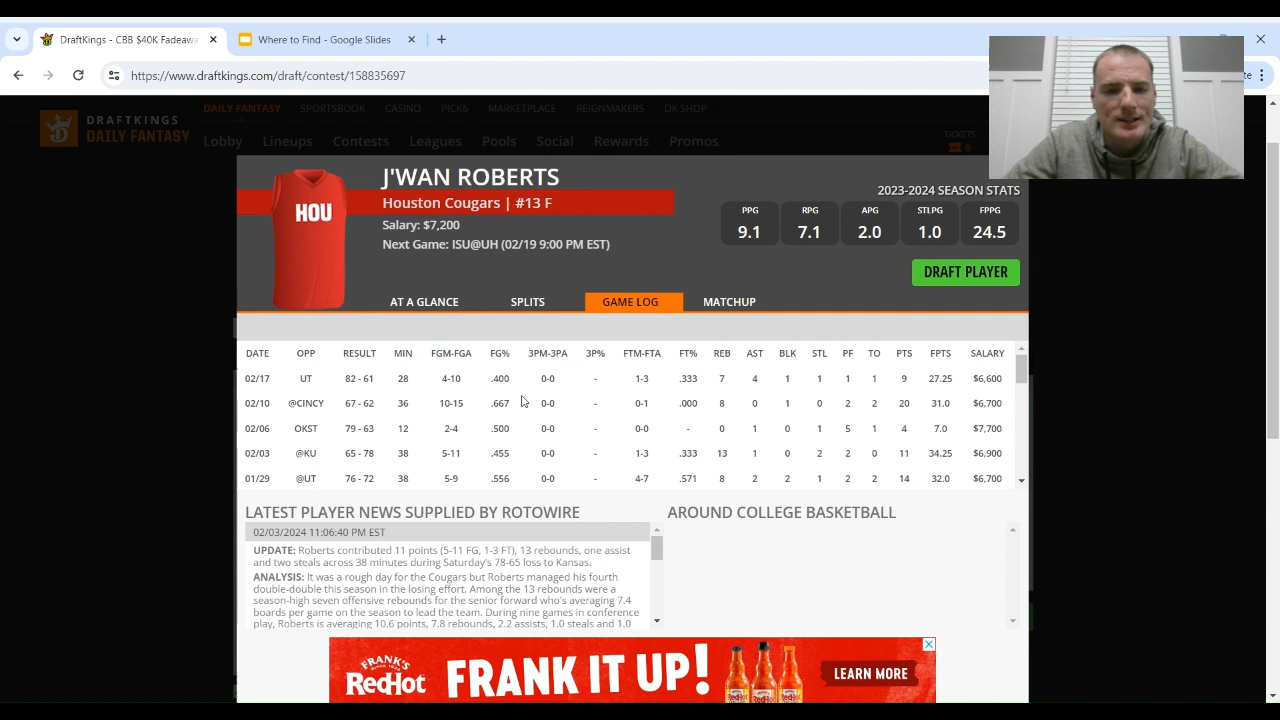 DraftKings - CBB $40K Fadeawa
Where to Find - Google Slides
https://www.draftkings.com/draft/contest/158835697
DRAFTKINGS
DAILY FANTASY
DAILY FANTASY SPORTSBOOK CASINO PICK6 MARKETPLACE REIGNMAKERS DK SHOP
Lobby Lineups Contests Leagues Pools Social Rewards Promos
TICKETS
0
HOU
J'WAN ROBERTS
Houston Cougars | #13 F
Salary: $7,200
Next Game: ISU@UH (02/19 9:00 PM EST)
2023-2024 SEASON STATS
PPG RPG APG STLPG FPPG
9.1 7.1 2.0 1.0 24.5
DRAFT PLAYER
AT A GLANCE SPLITS GAME LOG MATCHUP
DATE OPP RESULT MIN FGM-FGA FG% 3PM-3PA 3P% FTM-FTA FT% REB AST BLK STL PF TO PTS FPTS SALARY
02/17 UT 82 - 61 28 4-10 .400 0-0 - 1-3 .333 7 4 1 1 1 1 9 27.25 $6,600
02/10 @CINCY 67 - 62 36 10-15 .667 0-0 - 0-1 .000 8 0 1 0 2 2 20 31.0 $6,700
02/06 OKST 79 - 63 12 2-4 .500 0-0 - 0-0 - 0 1 0 1 5 1 4 7.0 $7,700
02/03 @KU 65 - 78 38 5-11 .455 0-0 - 1-3 .333 13 1 0 2 2 0 11 34.25 $6,900
01/29 @UT 76 - 72 38 5-9 .556 0-0 - 4-7 .571 8 2 2 1 2 2 14 32.0 $6,700
LATEST PLAYER NEWS SUPPLIED BY ROTOWIRE
02/03/2024 11:06:40 PM EST
UPDATE: Roberts contributed 11 points (5-11 FG, 1-3 FT), 13 rebounds, one assist
and two steals across 38 minutes during Saturday's 78-65 loss to Kansas.
ANALYSIS: It was a rough day for the Cougars but Roberts managed his fourth
double-double this season in the losing effort. Among the 13 rebounds were a
season-high seven offensive rebounds for the senior forward who's averaging 7.4
boards per game on the season to lead the team. During nine games in conference
play, Roberts is averaging 10.6 points, 7.8 rebounds, 2.2 assists, 1.0 steals and 1.0
AROUND COLLEGE BASKETBALL
FRANK'S
RedHot
FRANK IT UP!
LEARN MORE